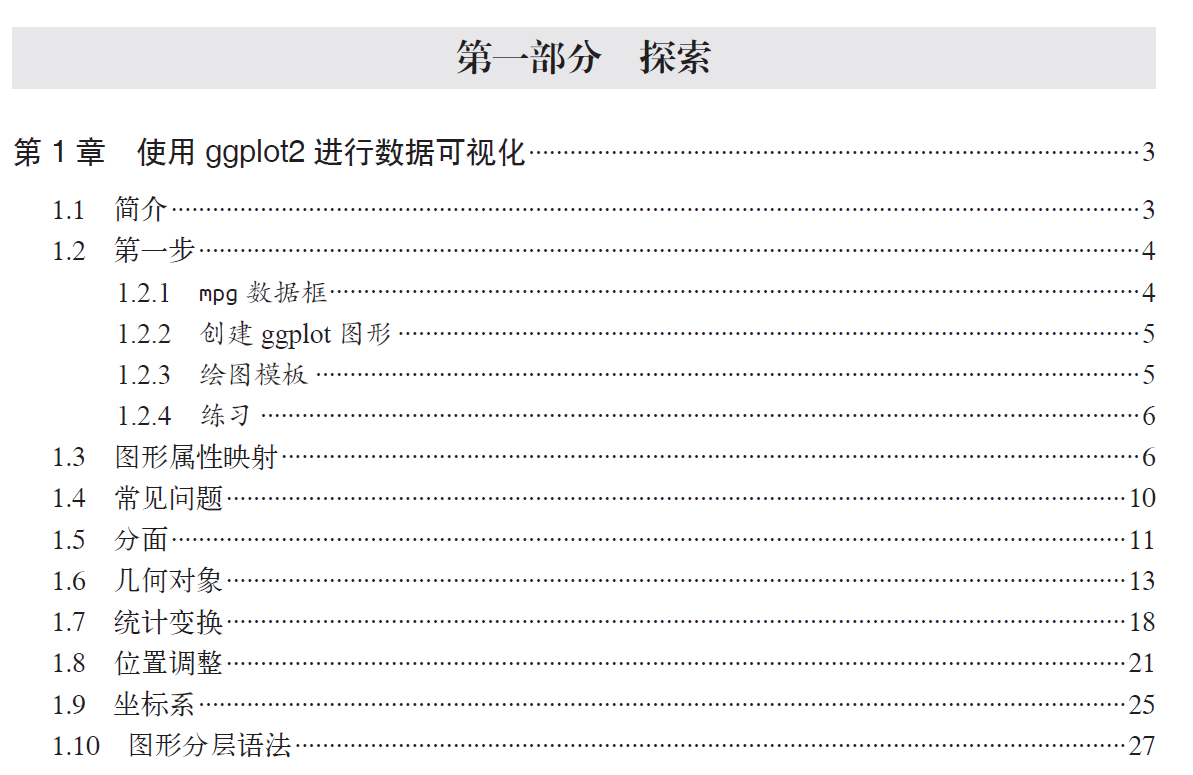 第一部分 探索
第 1 章 使用 ggplot2 进行数据可视化……3
1.1 简介……3
1.2 第一步……4
1.2.1 mpg 数据框……4
1.2.2 创建 ggplot 图形……5
1.2.3 绘图模板……5
1.2.4 练习……6
1.3 图形属性映射……6
1.4 常见问题……10
1.5 分面……11
1.6 几何对象……13
1.7 统计变换……18
1.8 位置调整……21
1.9 坐标系……25
1.10 图形分层语法……27